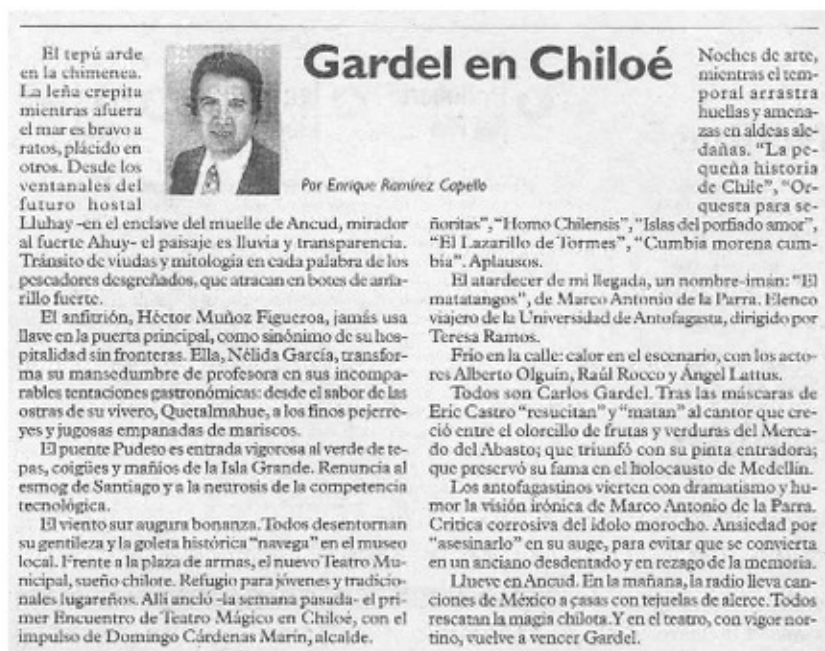 Gardel en Chiloé
Por Enrique Ramírez Capello
El tepú arde
en la chimenea.
La leña crepita
mientras afuera
el mar es bravo a
ratos, plácido en
otros. Desde los
ventanales del
futuro hostal
Lluhay -en el enclave del muelle de Ancud, mirador
al fuerte Ahuy- el paisaje es lluvia y transparencia.
Tránsito de viudas y mitología en cada palabra de los
pescadores desgreñados, que atracan en botes de ama-
rillo fuerte.
El anfitrión, Héctor Muñoz Figueroa, jamás usa
llave en la puerta principal, como sinónimo de su hos-
pitalidad sin fronteras. Ella, Nélida García, transfor-
ma su mansedumbre de profesora en sus incompa-
rables tentaciones gastronómicas: desde el sabor de las
ostras de su vivero, Quetalmahue, a los finos pejerre-
yes y jugosas empanadas de mariscos.
El puente Pudeto es entrada vigorosa al verde de te-
pas, coigües y mañíos de la Isla Grande. Renuncia al
esmog de Santiago y a la neurosis de la competencia
tecnológica.
El viento sur augura bonanza. Todos desentornan
su gentileza y la goleta histórica "navega" en el museo
local. Frente a la plaza de armas, el nuevo Teatro Mu-
nicipal, sueño chilote. Refugio para jóvenes y tradicio-
nales lugareños. Allí ancló -la semana pasada- el pri-
mer Encuentro de Teatro Mágico en Chiloé, con el
impulso de Domingo Cárdenas Marín, alcalde.
Noches de arte,
mientras el tem-
poral arrastra
huellas y amena-
zas en aldeas ale-
dañas. "La pe-
queña historia
de Chile", "Or-
questa para se-
ñoritas", "Homo Chilensis", "Islas del porfiado amor",
"El Lazarillo de Tormes", "Cumbia morena cum-
bia". Aplausos.
El atardecer de mi llegada, un nombre-imán: "El
matatangos", de Marco Antonio de la Parra. Elenco
viajero de la Universidad de Antofagasta, dirigido por
Teresa Ramos.
Frío en la calle: calor en el escenario, con los acto-
res Alberto Olguín, Raúl Rocco y Ángel Lattus.
Todos son Carlos Gardel. Tras las máscaras de
Eric Castro "resucitan" y "matan" al cantor que cre-
ció entre el olorcillo de frutas y verduras del Merca-
do del Abasto; que triunfó con su pinta entradora;
que preservó su fama en el holocausto de Medellín.
Los antofagastinos vierten con dramatismo y hu-
mor la visión irónica de Marco Antonio de la Parra.
Crítica corrosiva del ídolo morocho. Ansiedad por
"asesinarlo" en su auge, para evitar que se convierta
en un anciano desdentado y en rezago de la memoria.
Llueve en Ancud. En la mañana, la radio lleva can-
ciones de México a casas con tejuelas de alerce. Todos
rescatan la magia chilota. Y en el teatro, con vigor nor-
tino, vuelve a vencer Gardel.